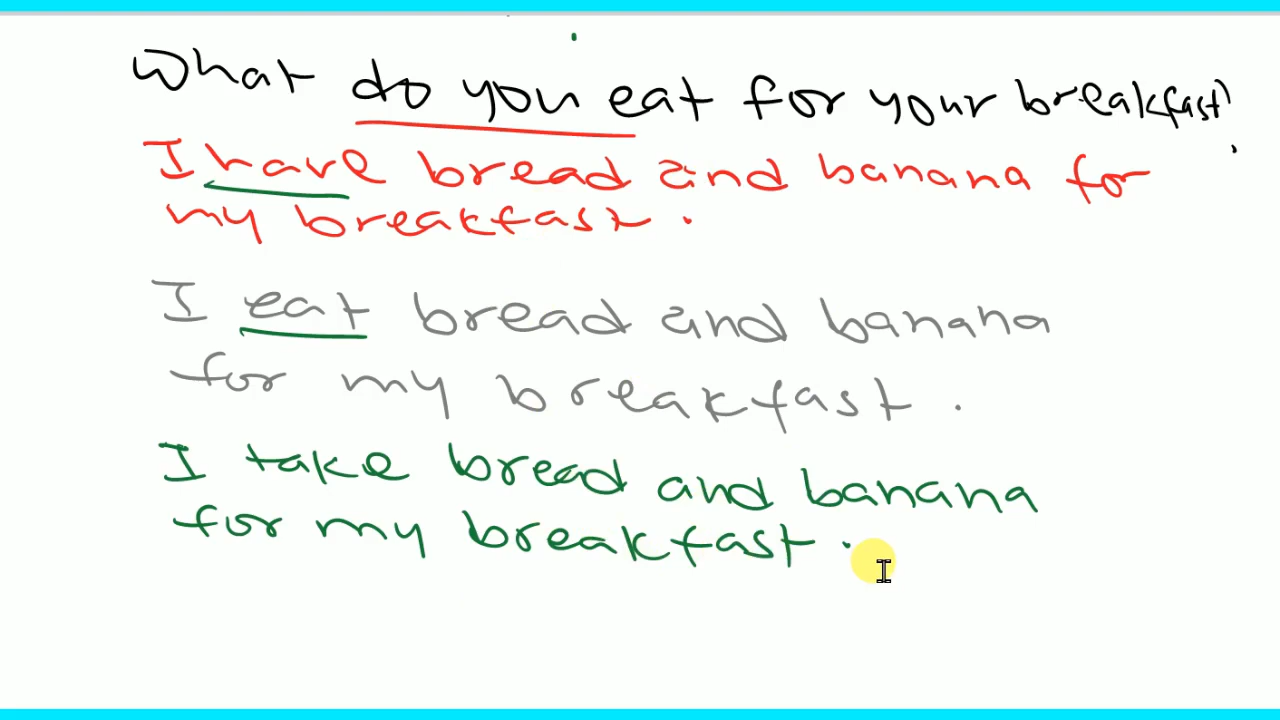 What do you eat for your breakfast?
I have bread and banana for
my breakfast.
I eat bread and banana
for my breakfast.
I take bread and banana
for my breakfast.